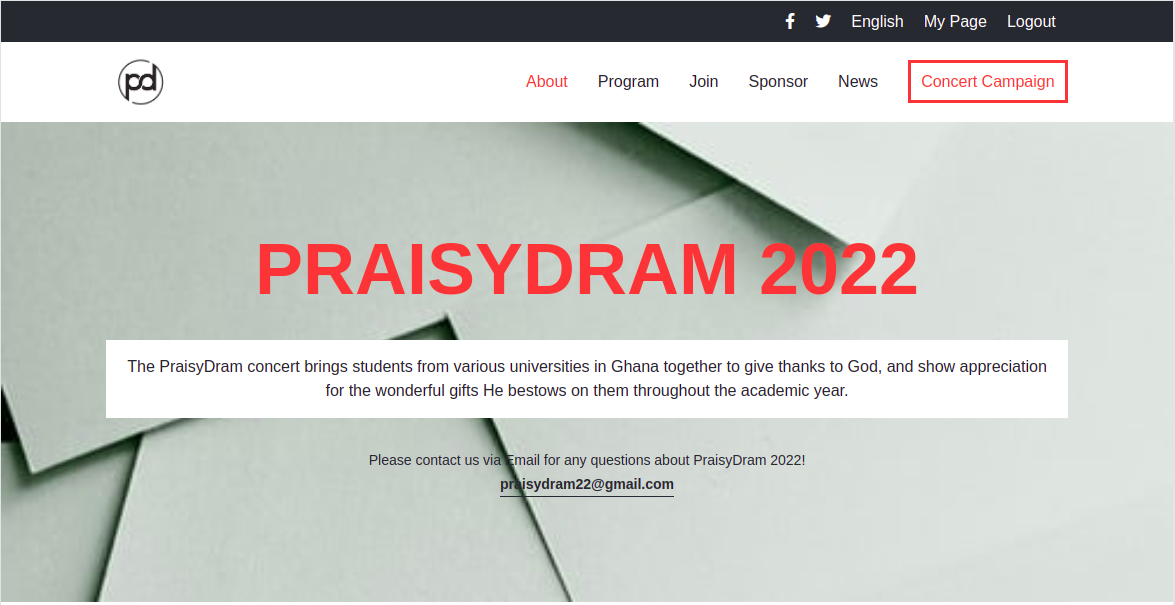 English My Page Logout
pd
About Program Join Sponsor News Concert Campaign
PRAISYDRAM 2022
The PraisyDram concert brings students from various universities in Ghana together to give thanks to God, and show appreciation
for the wonderful gifts He bestows on them throughout the academic year.
Please contact us via Email for any questions about PraisyDram 2022!
praisydram22@gmail.com